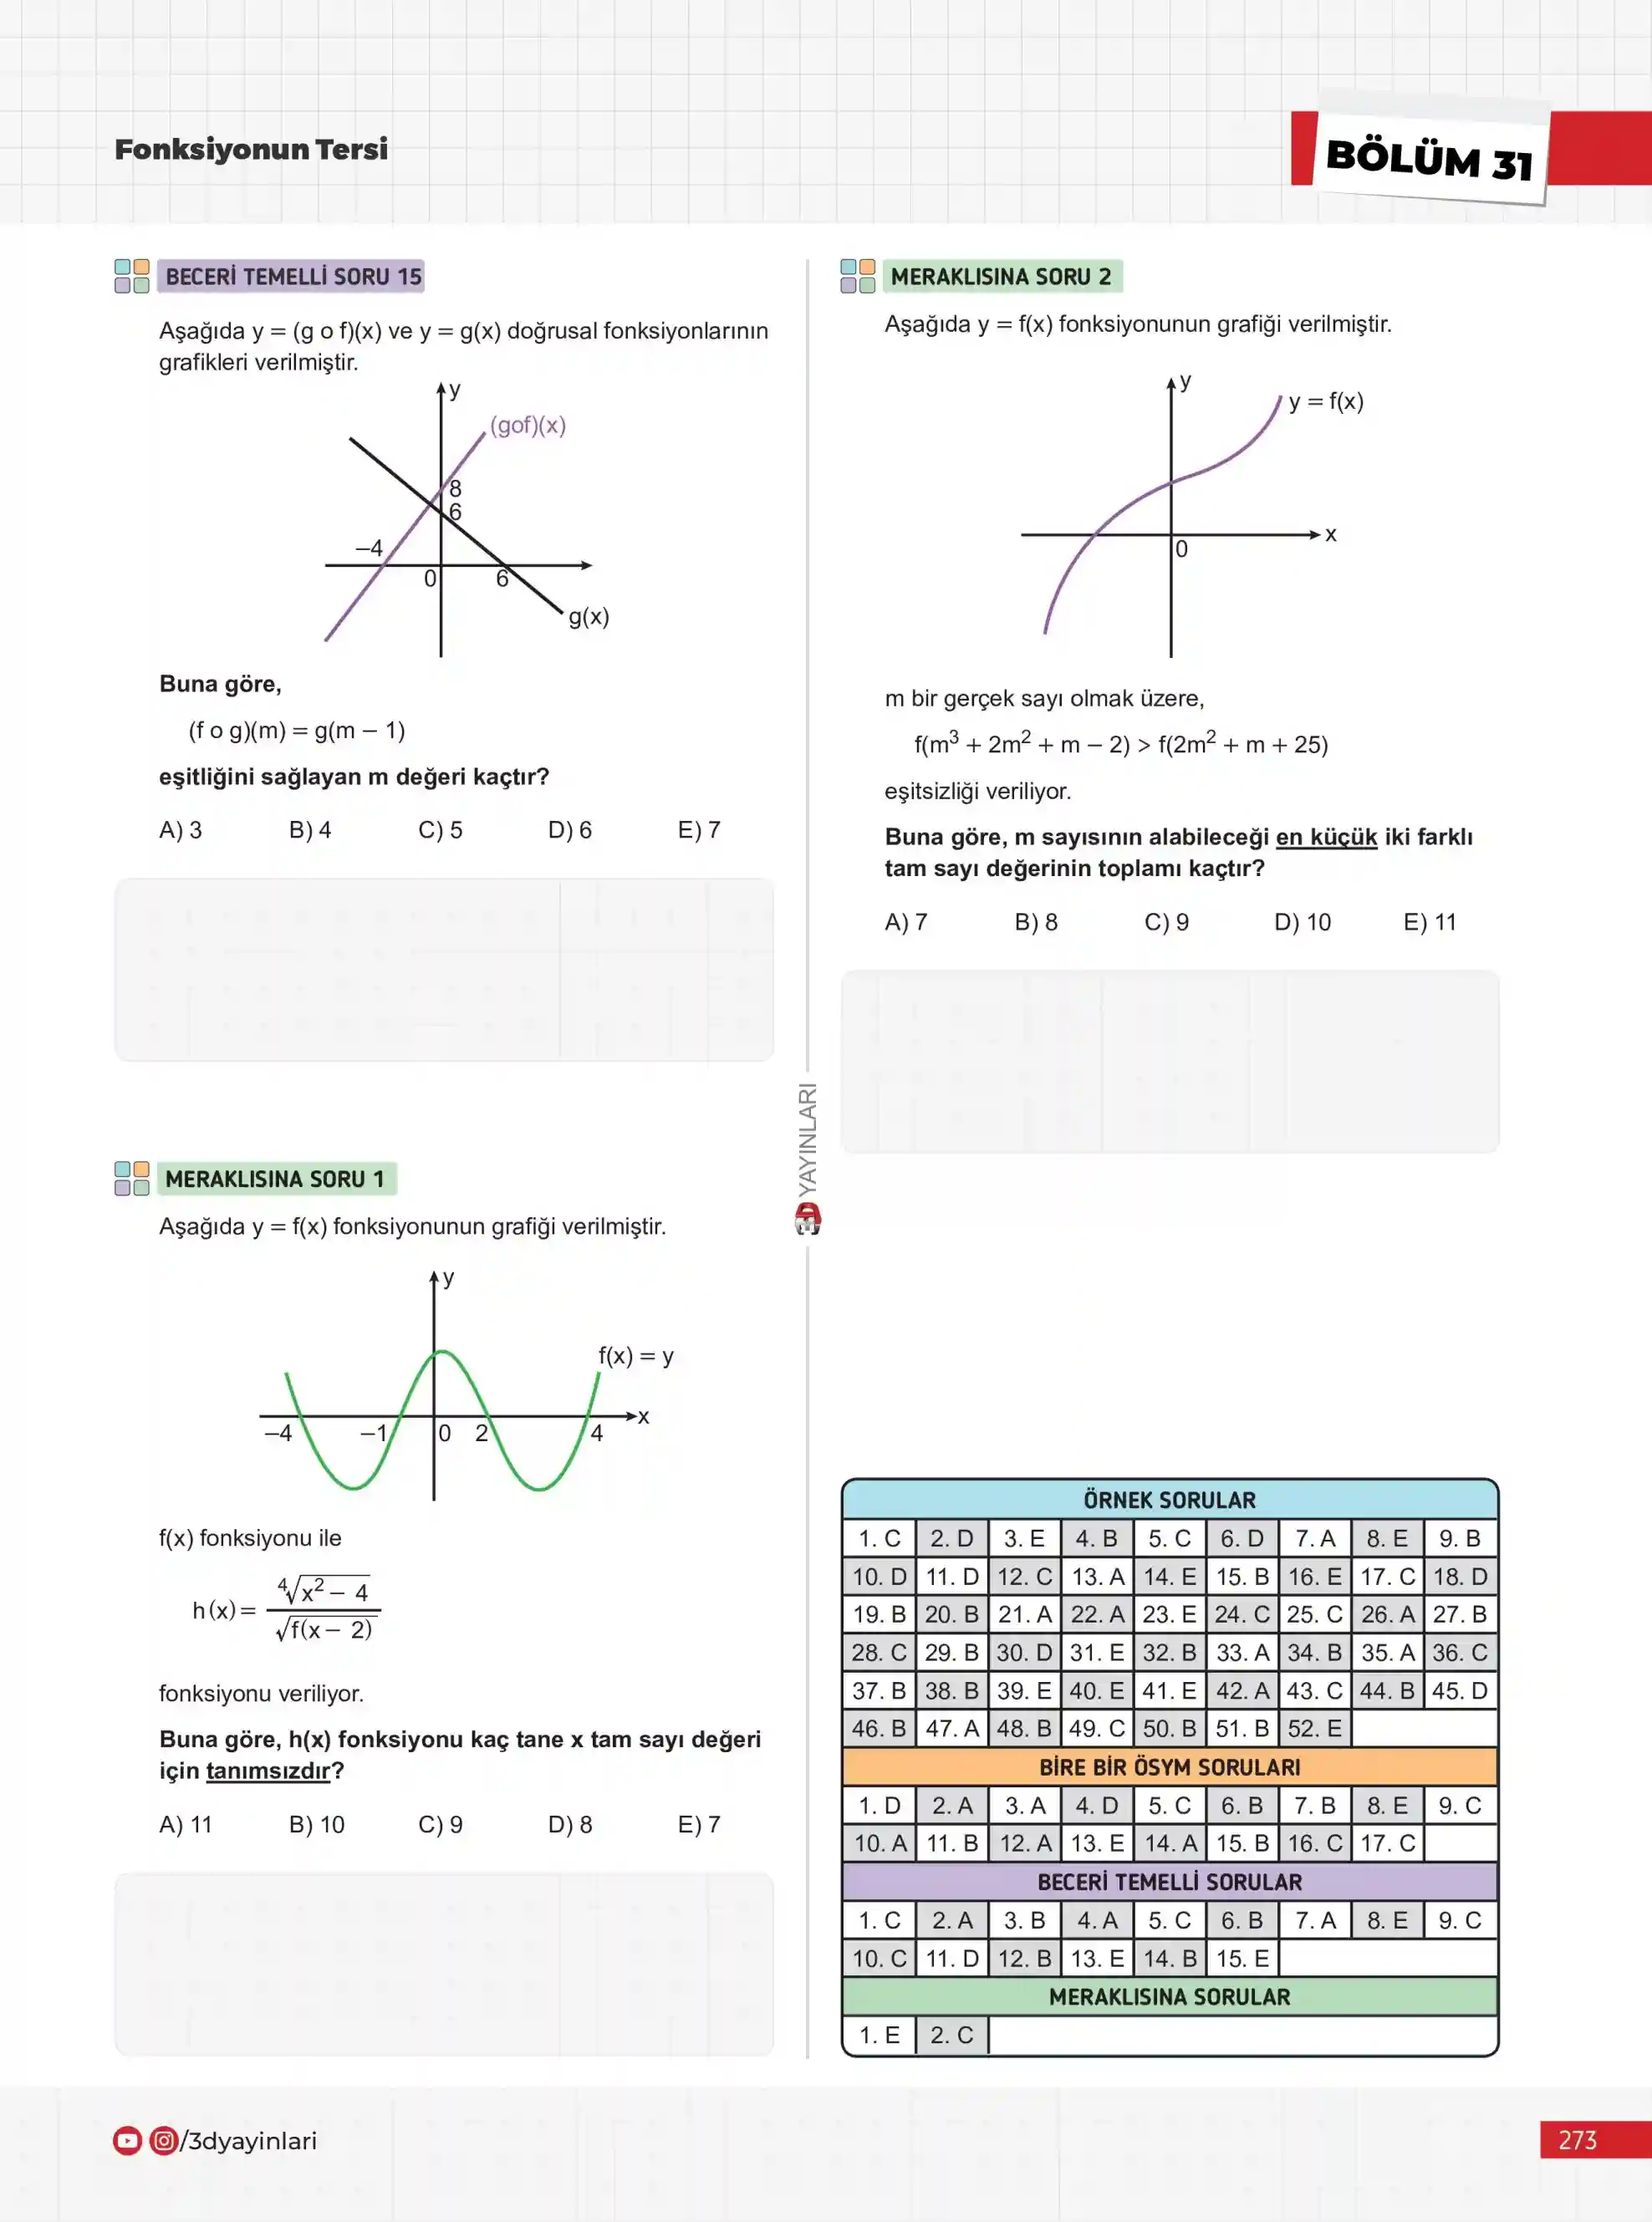 Fonksiyonun Tersi
BÖLÜM 31
BECERİ TEMELLİ SORU 15
Aşağıda y = (g o f)(x) ve y = g(x) doğrusal fonksiyonlarının
grafikleri verilmiştir.
y
(gof)(x)
8
6
–4
0
6
g(x)
Buna göre,
(f o g)(m) = g(m – 1)
eşitliğini sağlayan m değeri kaçtır?
A) 3 B) 4 C) 5 D) 6 E) 7
MERAKLISINA SORU 1
Aşağıda y = f(x) fonksiyonunun grafiği verilmiştir.
y
f(x) = y
x
–4 –1 0 2 4
f(x) fonksiyonu ile
h(x) = ⁴√(x² – 4) / √(f(x – 2))
fonksiyonu veriliyor.
Buna göre, h(x) fonksiyonu kaç tane x tam sayı değeri
için tanımsızdır?
A) 11 B) 10 C) 9 D) 8 E) 7
YAYINLARI
MERAKLISINA SORU 2
Aşağıda y = f(x) fonksiyonunun grafiği verilmiştir.
y
y = f(x)
x
0
m bir gerçek sayı olmak üzere,
f(m³ + 2m² + m – 2) > f(2m² + m + 25)
eşitsizliği veriliyor.
Buna göre, m sayısının alabileceği en küçük iki farklı
tam sayı değerinin toplamı kaçtır?
A) 7 B) 8 C) 9 D) 10 E) 11
ÖRNEK SORULAR
1. C 2. D 3. E 4. B 5. C 6. D 7. A 8. E 9. B
10. D 11. D 12. C 13. A 14. E 15. B 16. E 17. C 18. D
19. B 20. B 21. A 22. A 23. E 24. C 25. C 26. A 27. B
28. C 29. B 30. D 31. E 32. B 33. A 34. B 35. A 36. C
37. B 38. B 39. E 40. E 41. E 42. A 43. C 44. B 45. D
46. B 47. A 48. B 49. C 50. B 51. B 52. E
BİRE BİR ÖSYM SORULARI
1. D 2. A 3. A 4. D 5. C 6. B 7. B 8. E 9. C
10. A 11. B 12. A 13. E 14. A 15. B 16. C 17. C
BECERİ TEMELLİ SORULAR
1. C 2. A 3. B 4. A 5. C 6. B 7. A 8. E 9. C
10. C 11. D 12. B 13. E 14. B 15. E
MERAKLISINA SORULAR
1. E 2. C
/3dyayinlari
273